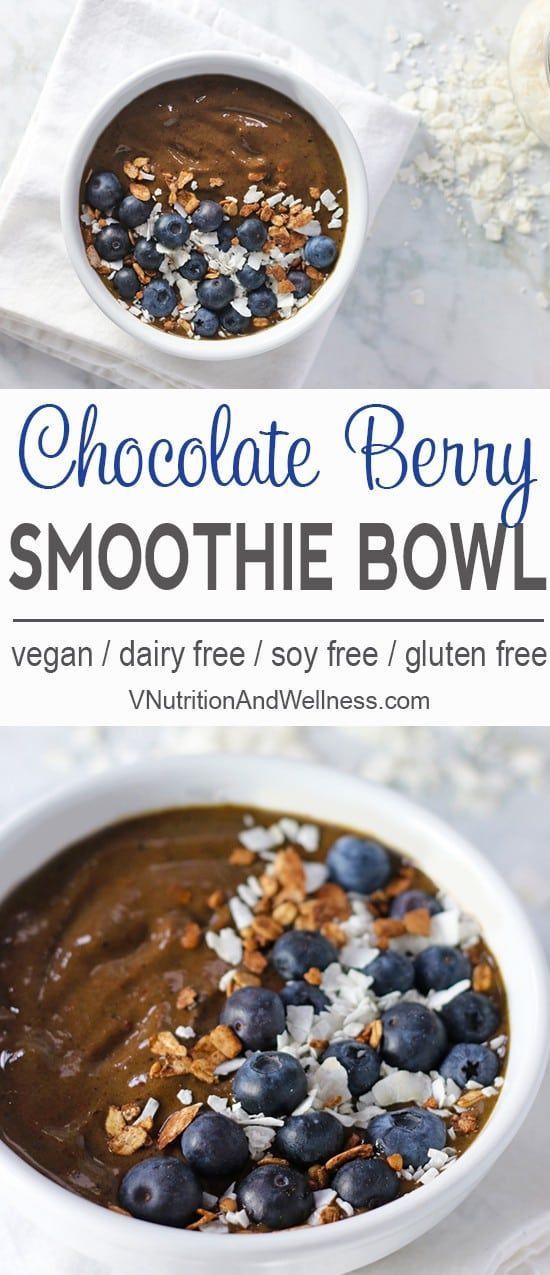 Chocolate Berry
SMOOTHIE BOWL
vegan / dairy free / soy free / gluten free
VNutritionAndWellness.com